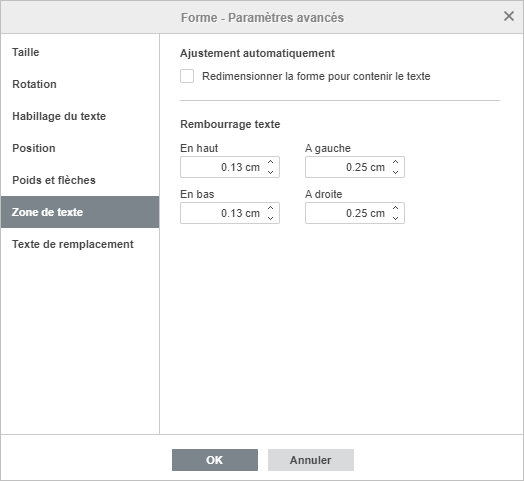 Forme - Paramètres avancés
Taille
Rotation
Habillage du texte
Position
Poids et flèches
Zone de texte
Texte de remplacement
Ajustement automatiquement
Redimensionner la forme pour contenir le texte
Rembourrage texte
En haut A gauche
0.13 cm 0.25 cm
En bas A droite
0.13 cm 0.25 cm
OK Annuler